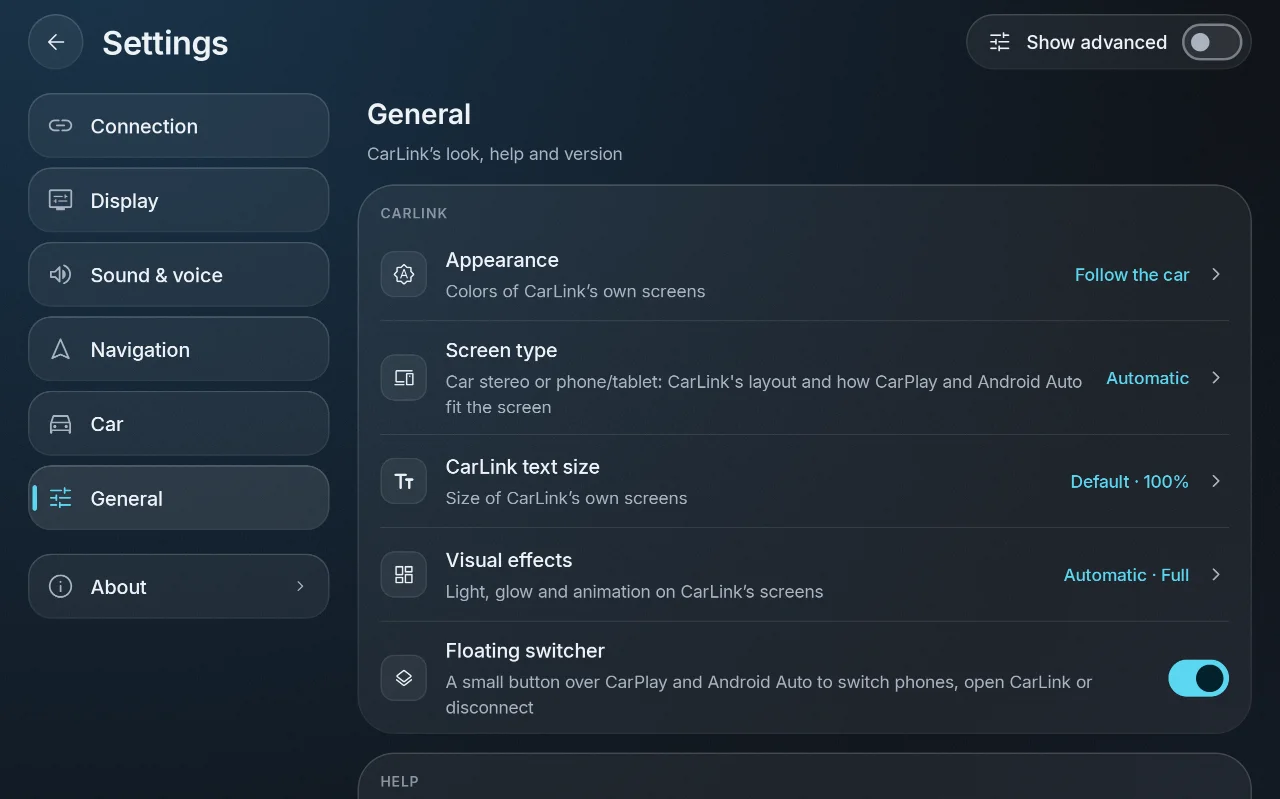 Settings
Show advanced
Connection
Display
Sound & voice
Navigation
Car
General
About
General
CarLink’s look, help and version
CARLINK
Appearance
Colors of CarLink’s own screens
Follow the car
Screen type
Car stereo or phone/tablet: CarLink's layout and how CarPlay and Android Auto
fit the screen
Automatic
CarLink text size
Size of CarLink’s own screens
Default · 100%
Visual effects
Light, glow and animation on CarLink’s screens
Automatic · Full
Floating switcher
A small button over CarPlay and Android Auto to switch phones, open CarLink or
disconnect
HELP